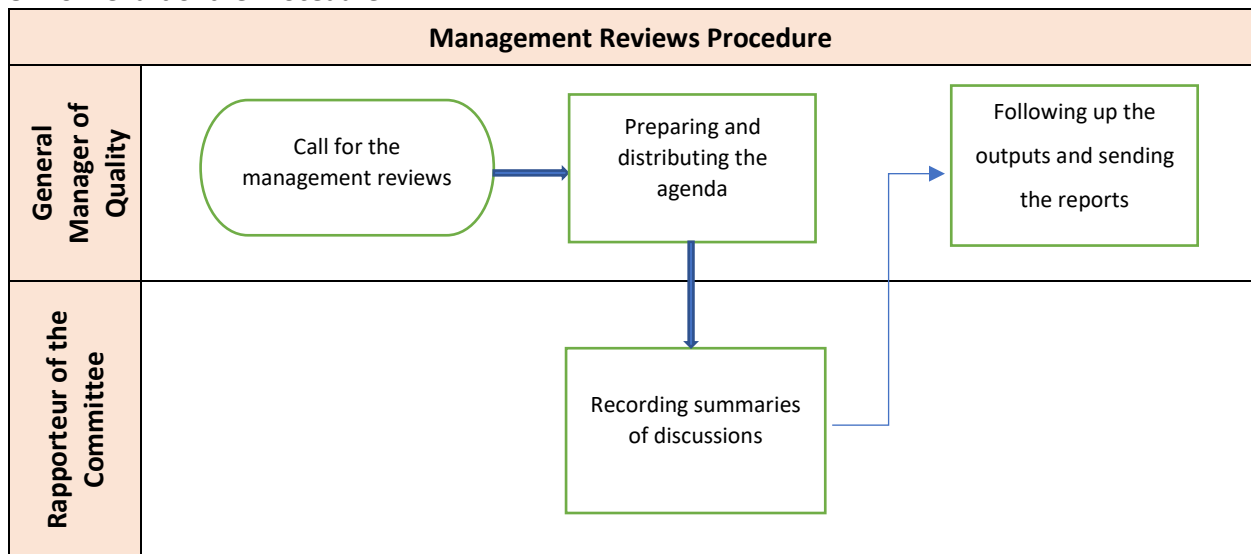 Management Reviews Procedure
General
Manager of
Quality
Call for the
management reviews
Preparing and
distributing the
agenda
Following up the
outputs and sending
the reports
Rapporteur of the
Committee
Recording summaries
of discussions